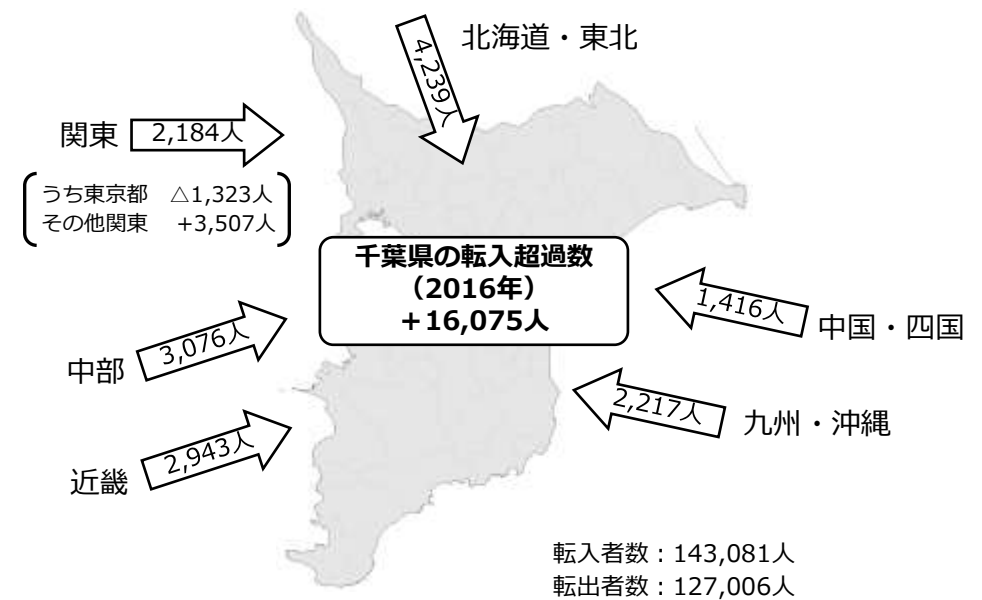 北海道・東北
4,239人
関東
2,184人
うち東京都 △1,323人
その他関東 +3,507人
千葉県の転入超過数
（2016年）
＋16,075人
1,416人
中国・四国
3,076人
中部
2,217人
九州・沖縄
2,943人
近畿
転入者数：143,081人
転出者数：127,006人